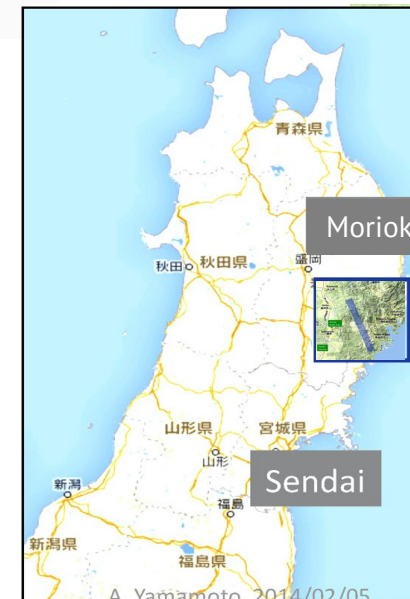 青森県
Moriok
盛岡
秋田
秋田県
山形県
宮城県
山形
Sendai
新潟
福島
新潟県
福島県
A. Yamamoto 2014/02/05